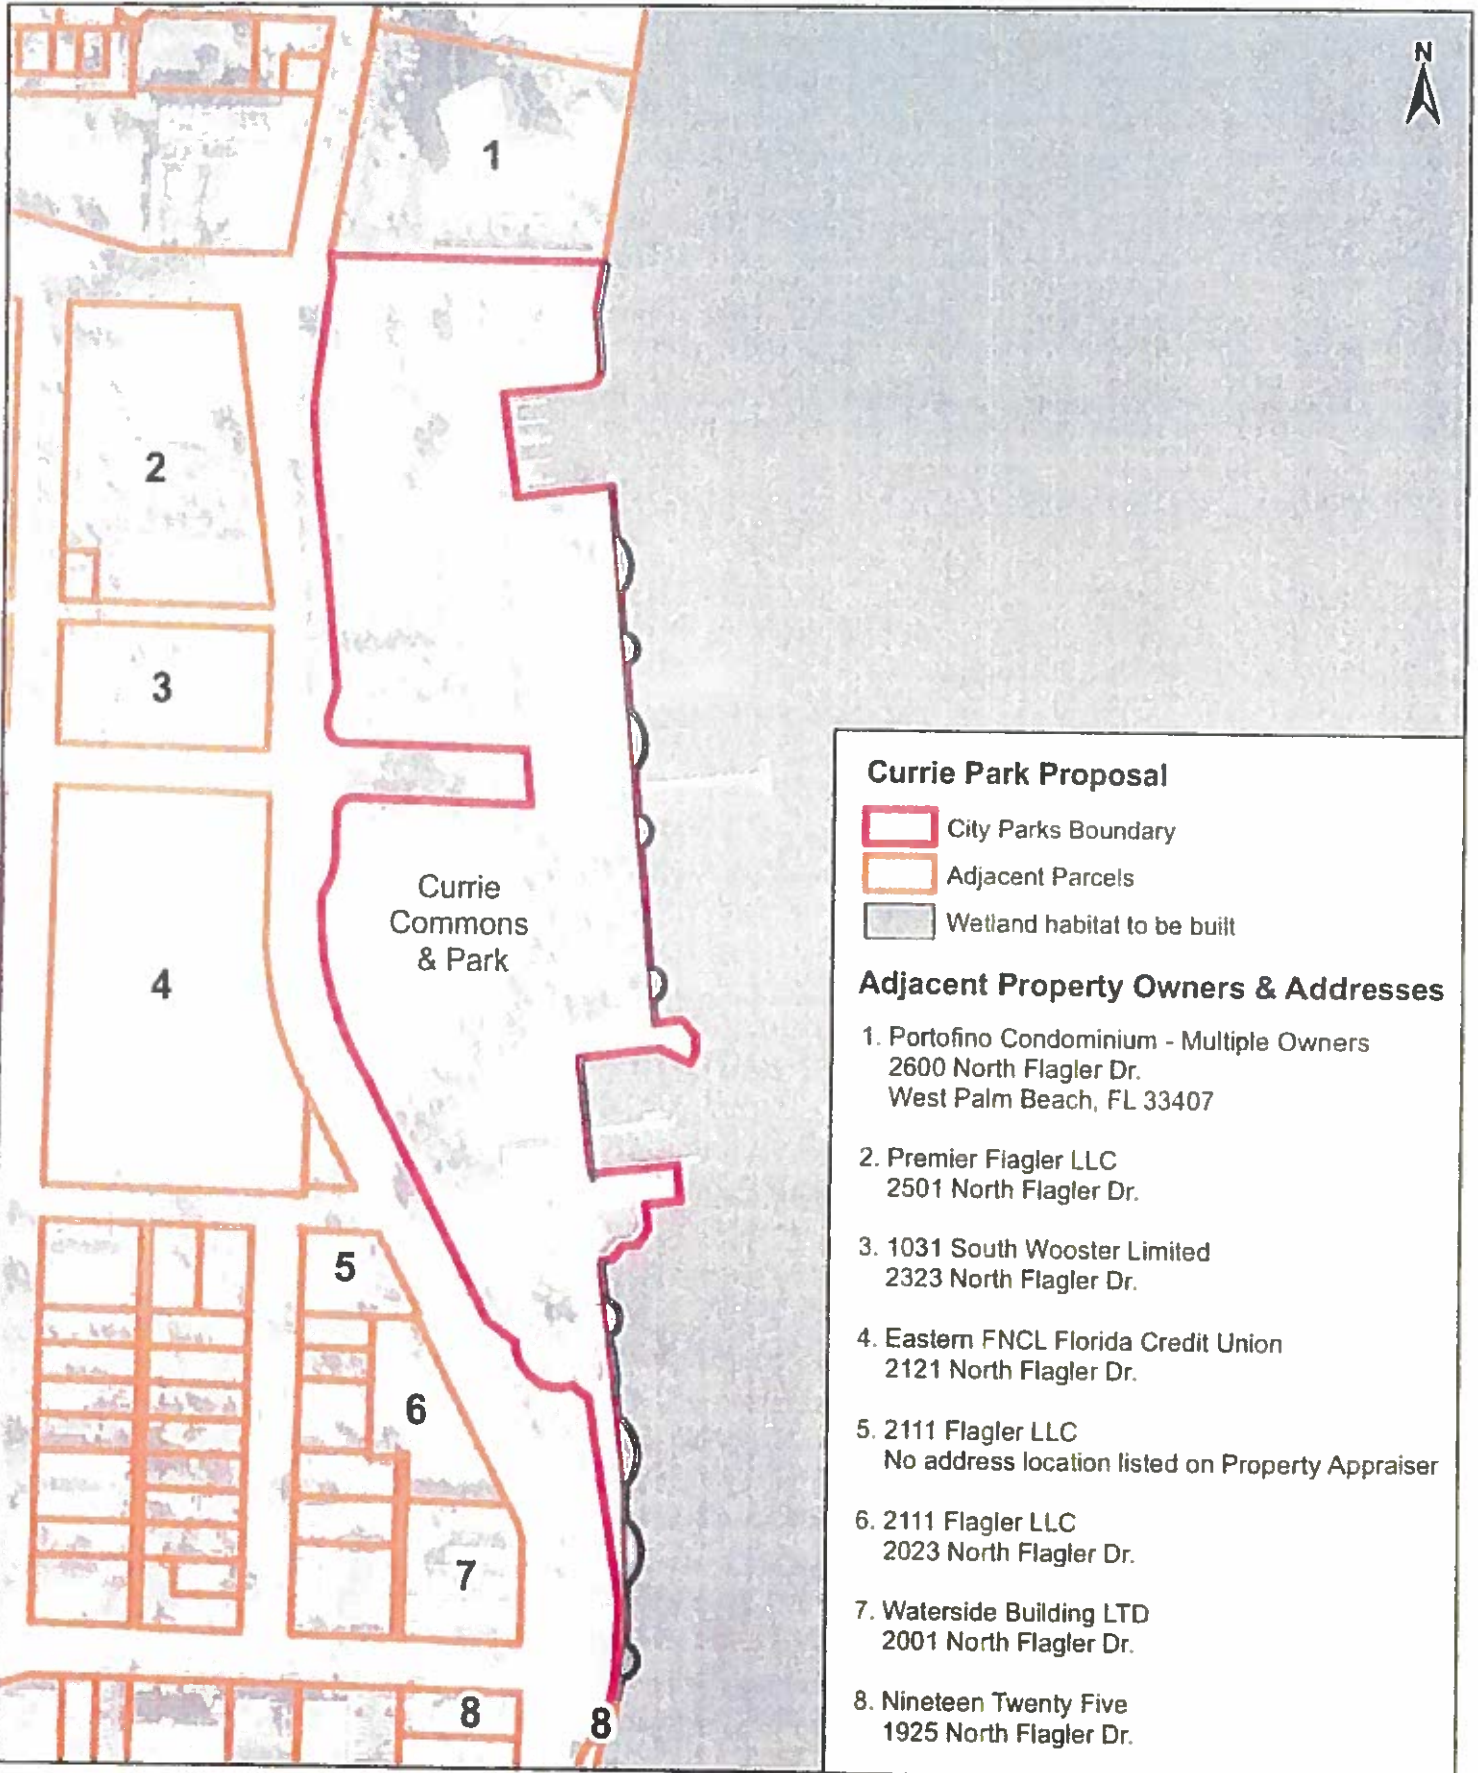 N
1
2
3
Currie
Commons
& Park
4
5
6
7
8
8
Currie Park Proposal
City Parks Boundary
Adjacent Parcels
Wetland habitat to be built
Adjacent Property Owners & Addresses
1. Portofino Condominium - Multiple Owners
2600 North Flagler Dr.
West Palm Beach, FL 33407
2. Premier Flagler LLC
2501 North Flagler Dr.
3. 1031 South Wooster Limited
2323 North Flagler Dr.
4. Eastern FNCL Florida Credit Union
2121 North Flagler Dr.
5. 2111 Flagler LLC
No address location listed on Property Appraiser
6. 2111 Flagler LLC
2023 North Flagler Dr.
7. Waterside Building LTD
2001 North Flagler Dr.
8. Nineteen Twenty Five
1925 North Flagler Dr.